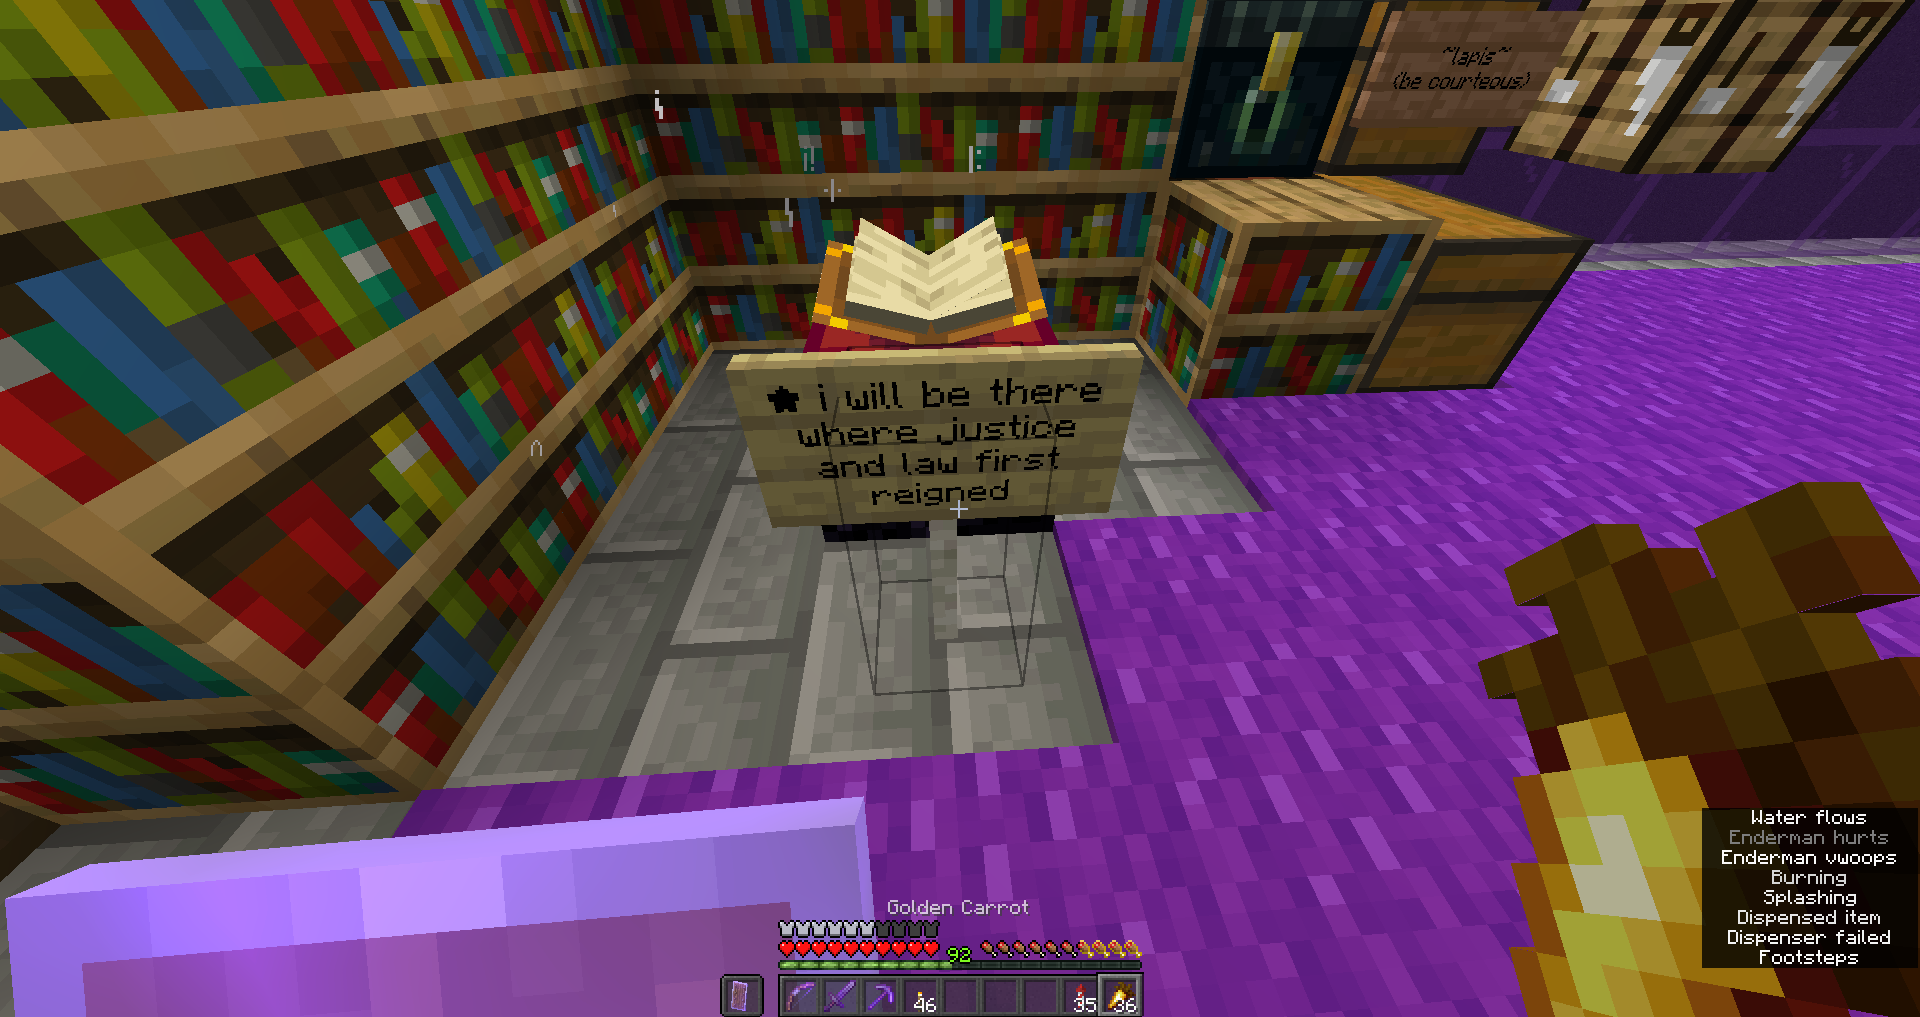 ~lapis~
(be courteous)
★ i will be there
where justice
and law first
reigned
Water flows
Enderman hurts
Enderman vwoops
Burning
Splashing
Dispensed item
Dispenser failed
Footsteps
Golden Carrot
92
46
35
36